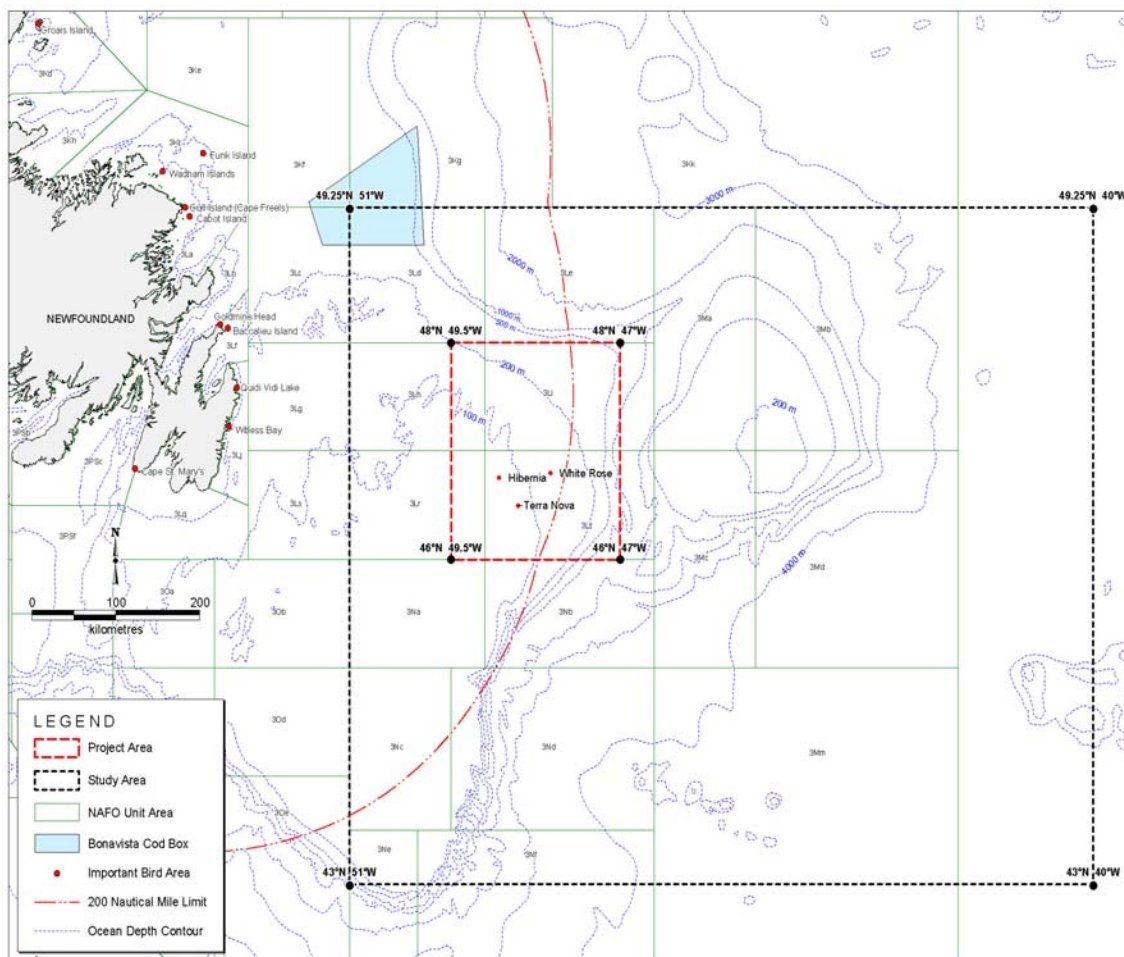 Groais Island
3Kd
3Ke
3Kh
3Ki
Funk Island
Wadham Islands
3Kf
3Kg
3Kk
3000 m
49.25°N 51°W
49.25°N 40°W
Gull Island (Cape Freels)
Cabot Island
3La
3Lb
3Lc
3Ld
2000 m
3Le
1000 m
500 m
NEWFOUNDLAND
Goldmine Head
Baccalieu Island
3Lf
48°N 49.5°W
48°N 47°W
3Ma
3Mb
200 m
Quidi Vidi Lake
3Lg
3Lh
100 m
3Li
200 m
Witless Bay
3Lj
3PSc
Cape St. Mary's
Hibernia
White Rose
Terra Nova
3PSf
3Lq
3Ls
3Lr
3Lt
46°N 49.5°W
46°N 47°W
3Mc
3Md
4000 m
N
0 100 200
kilometres
3Oa
3Ob
3Na
3Nb
3Od
3Nc
3Nd
3Mm
3Oe
3Ne
3Nf
43°N 51°W
43°N 40°W
LEGEND
Project Area
Study Area
NAFO Unit Area
Bonavista Cod Box
Important Bird Area
200 Nautical Mile Limit
Ocean Depth Contour